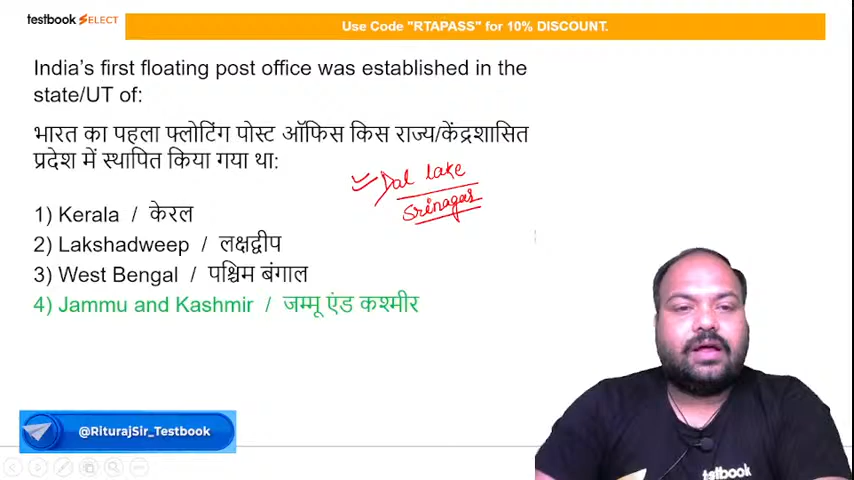 testbook SELECT
Use Code "RTAPASS" for 10% DISCOUNT.
India's first floating post office was established in the
state/UT of:
भारत का पहला फ्लोटिंग पोस्ट ऑफिस किस राज्य/केंद्रशासित
प्रदेश में स्थापित किया गया था:
Dal lake
Srinagar
1) Kerala / केरल
2) Lakshadweep / लक्षद्वीप
3) West Bengal / पश्चिम बंगाल
4) Jammu and Kashmir / जम्मू एंड कश्मीर
@RiturajSir_Testbook
testbook